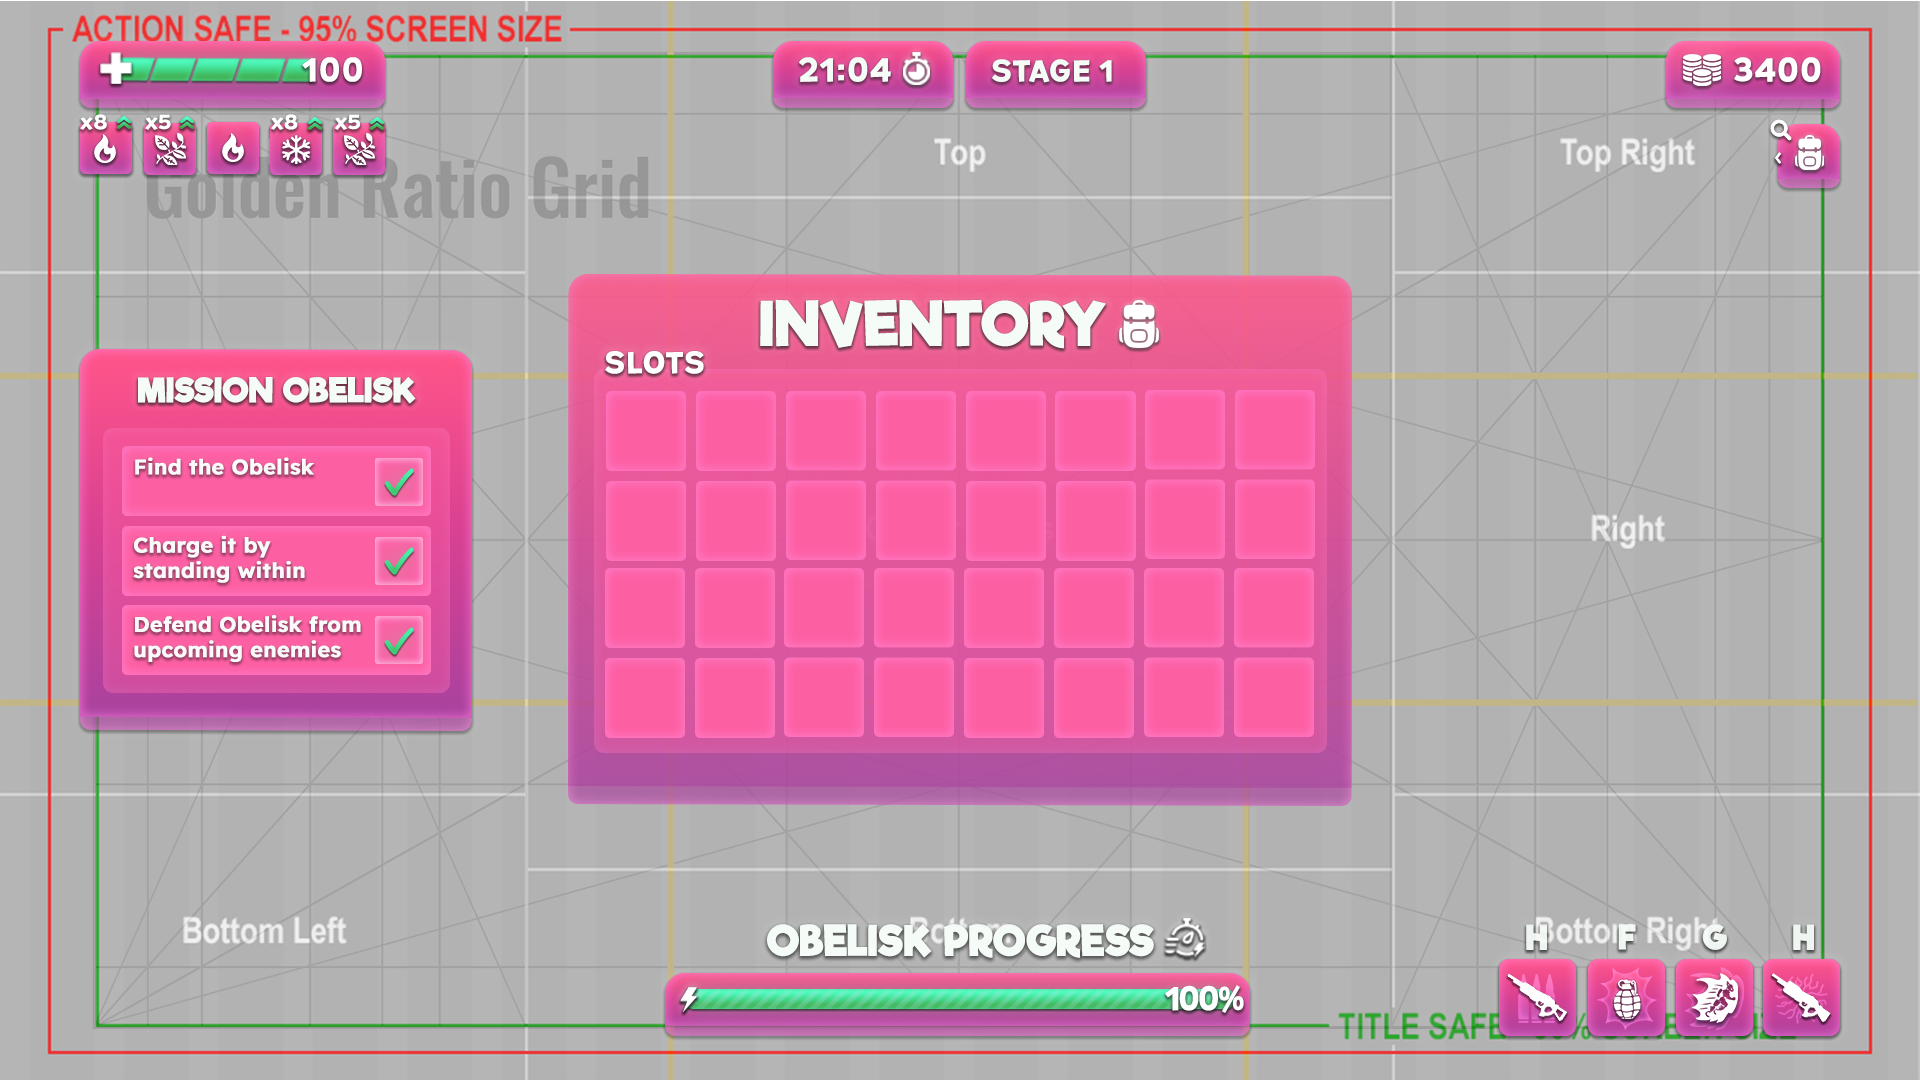 ACTION SAFE - 95% SCREEN SIZE
100
21:04
STAGE 1
3400
x8
x5
x8
x5
Golden Ratio Grid
Top
Top Right
INVENTORY
SLOTS
MISSION OBELISK
Find the Obelisk
Charge it by
standing within
Defend Obelisk from
upcoming enemies
Right
Bottom Left
OBELISK PROGRESS
100%
Bottom Right
H
F
G
H
TITLE SAFE